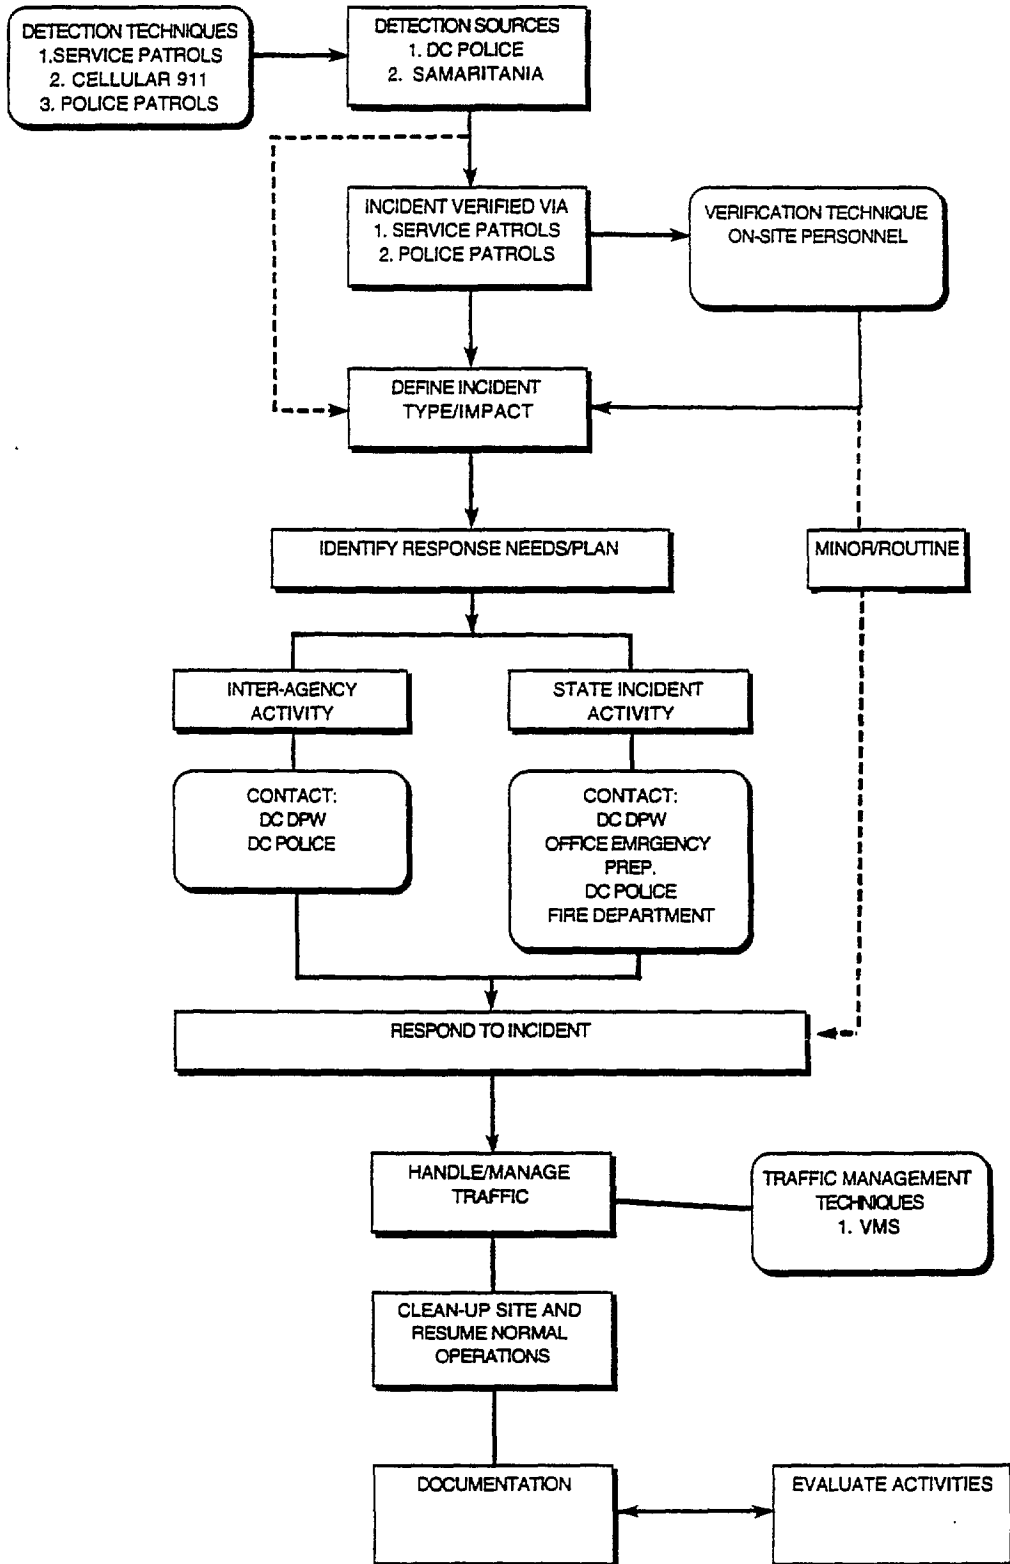 DETECTION TECHNIQUES
1.SERVICE PATROLS
2. CELLULAR 911
3. POLICE PATROLS
DETECTION SOURCES
1. DC POLICE
2. SAMARITANIA
INCIDENT VERIFIED VIA
1. SERVICE PATROLS
2. POLICE PATROLS
VERIFICATION TECHNIQUE
ON-SITE PERSONNEL
DEFINE INCIDENT
TYPE/IMPACT
IDENTIFY RESPONSE NEEDS/PLAN
MINOR/ROUTINE
INTER-AGENCY
ACTIVITY
STATE INCIDENT
ACTIVITY
CONTACT:
DC DPW
DC POLICE
CONTACT:
DC DPW
OFFICE EMRGENCY
PREP.
DC POLICE
FIRE DEPARTMENT
RESPOND TO INCIDENT
HANDLE/MANAGE
TRAFFIC
TRAFFIC MANAGEMENT
TECHNIQUES
1. VMS
CLEAN-UP SITE AND
RESUME NORMAL
OPERATIONS
DOCUMENTATION
EVALUATE ACTIVITIES